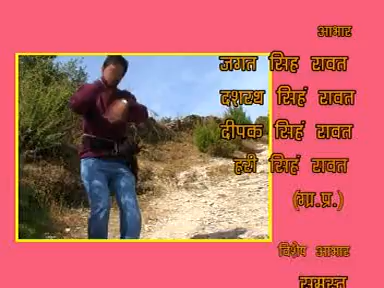 आभार
जगत सिंह रावत
दशरथ सिंहं रावत
दीपक सिंहं रावत
हरी सिंहं रावत
(ग्रा.प्र.)
विशेष आभार
समस्त